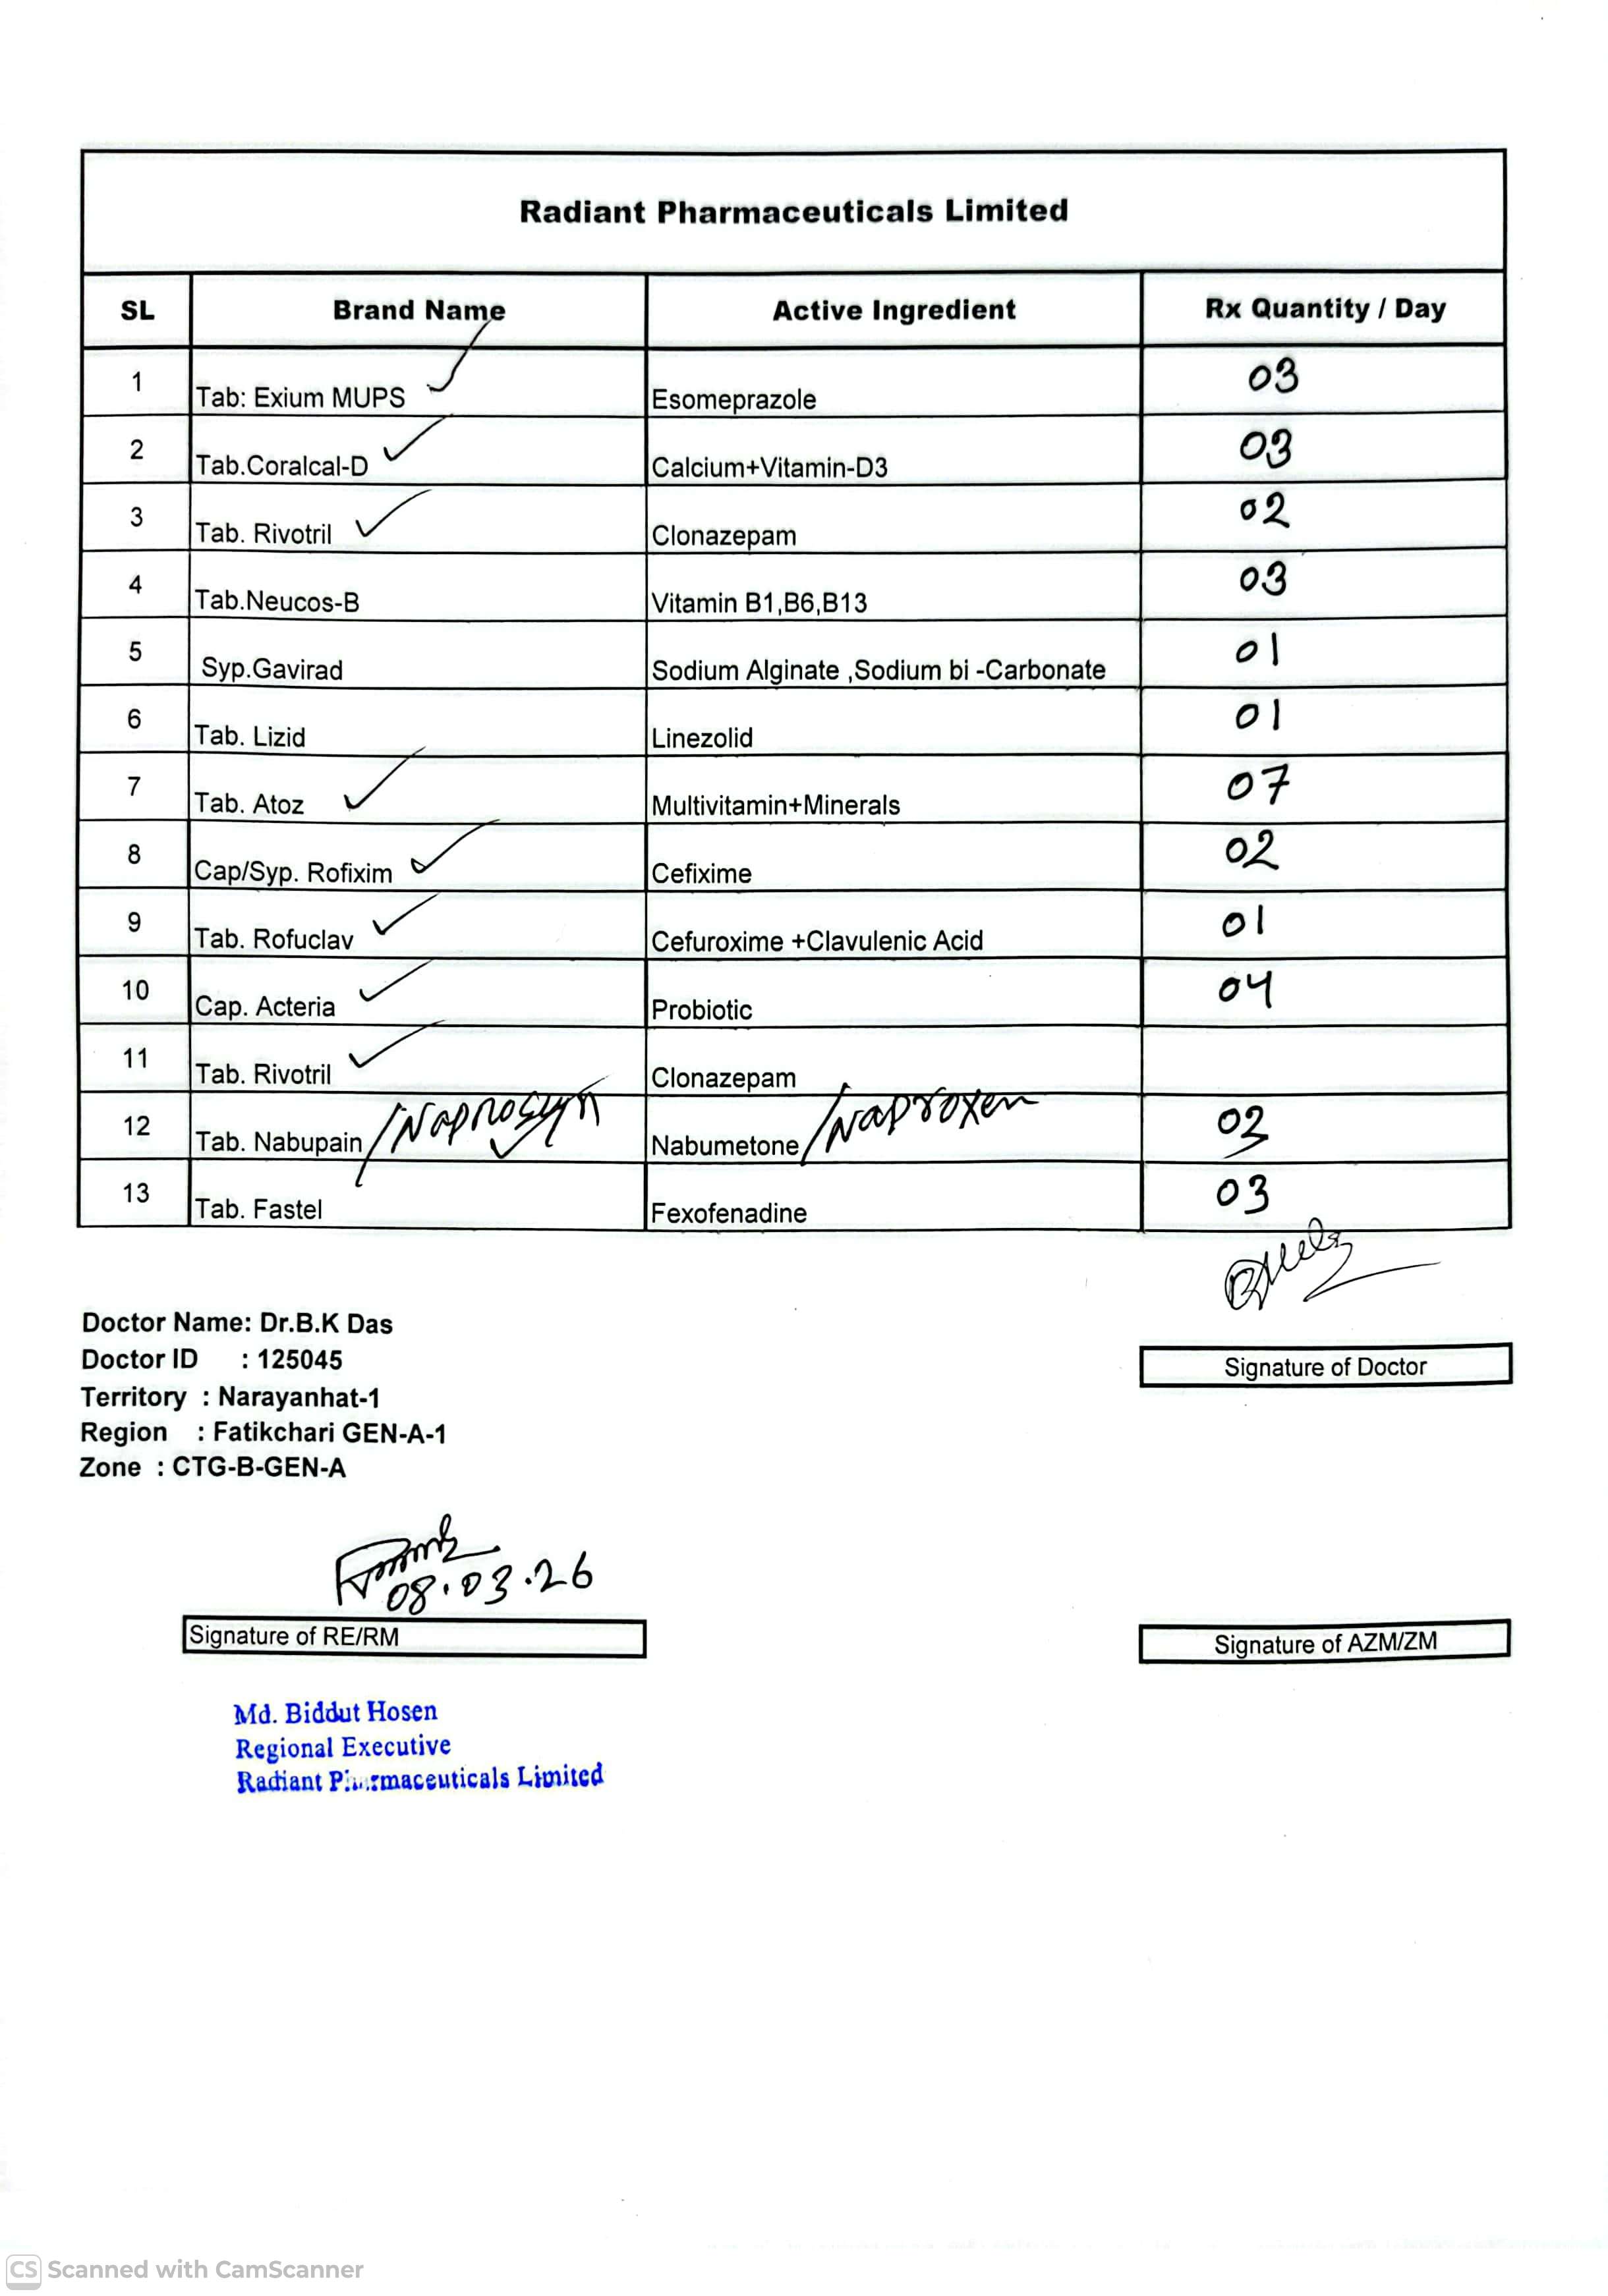 Radiant Pharmaceuticals Limited
SL Brand Name Active Ingredient Rx Quantity / Day
1 Tab: Exium MUPS Esomeprazole 03
2 Tab.Coralcal-D Calcium+Vitamin-D3 03
3 Tab. Rivotril Clonazepam 02
4 Tab.Neucos-B Vitamin B1,B6,B13 03
5 Syp.Gavirad Sodium Alginate ,Sodium bi -Carbonate 01
6 Tab. Lizid Linezolid 01
7 Tab. Atoz Multivitamin+Minerals 07
8 Cap/Syp. Rofixim Cefixime 02
9 Tab. Rofuclav Cefuroxime +Clavulenic Acid 01
10 Cap. Acteria Probiotic 04
11 Tab. Rivotril Clonazepam
12 Tab. Nabupain /Naprosyn Nabumetone /Naproxen 03
13 Tab. Fastel Fexofenadine 03
Doctor Name: Dr.B.K Das
Doctor ID : 125045
Signature of Doctor
Territory : Narayanhat-1
Region : Fatikchari GEN-A-1
Zone : CTG-B-GEN-A
08.03.26
Signature of RE/RM Signature of AZM/ZM
Md. Biddut Hosen
Regional Executive
Radiant Pharmaceuticals Limited
CS Scanned with CamScanner